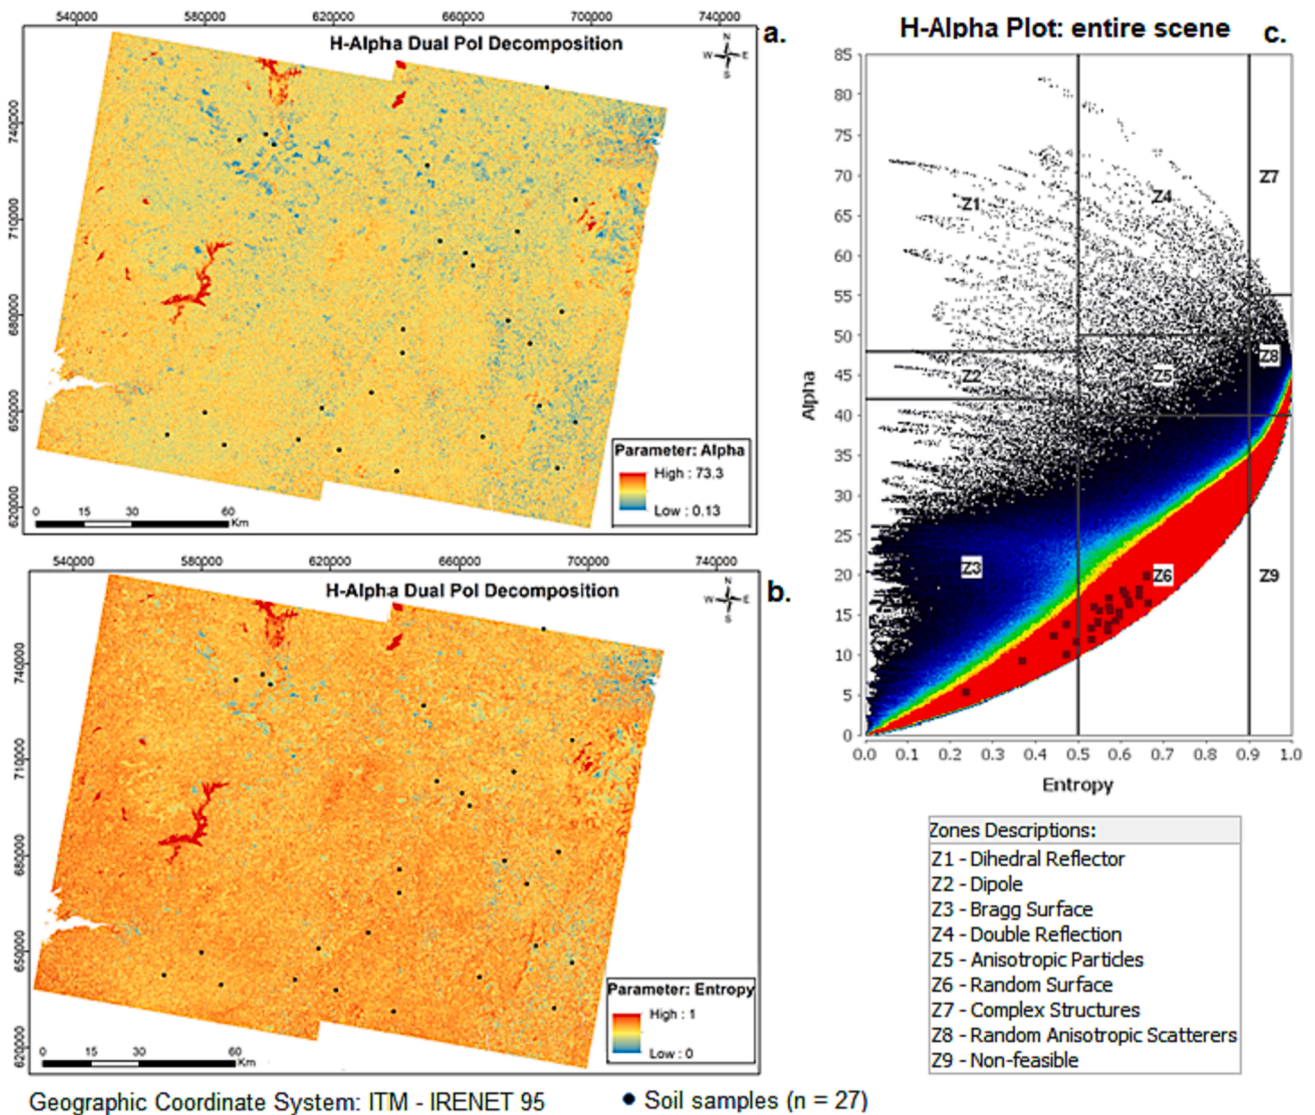 540000 580000 620000 660000 700000 740000
H-Alpha Dual Pol Decomposition
a.
N
W E
S
740000
710000
680000
650000
620000
Parameter: Alpha
High : 73.3
Low : 0.13
0 15 30 60
Km
540000 580000 620000 660000 700000 740000
H-Alpha Dual Pol Decomposition
b.
N
W E
S
740000
710000
680000
650000
620000
Parameter: Entropy
High : 1
Low : 0
0 15 30 60
Km
H-Alpha Plot: entire scene
c.
85
80
75
70
65
60
55
50
45
40
35
30
25
20
15
10
5
0
Alpha
Z1
Z4
Z7
Z2
Z5
Z8
Z3
Z6
Z9
0.0 0.1 0.2 0.3 0.4 0.5 0.6 0.7 0.8 0.9 1.0
Entropy
Zones Descriptions:
Z1 - Dihedral Reflector
Z2 - Dipole
Z3 - Bragg Surface
Z4 - Double Reflection
Z5 - Anisotropic Particles
Z6 - Random Surface
Z7 - Complex Structures
Z8 - Random Anisotropic Scatterers
Z9 - Non-feasible
Geographic Coordinate System: ITM - IRENET 95
Soil samples (n = 27)